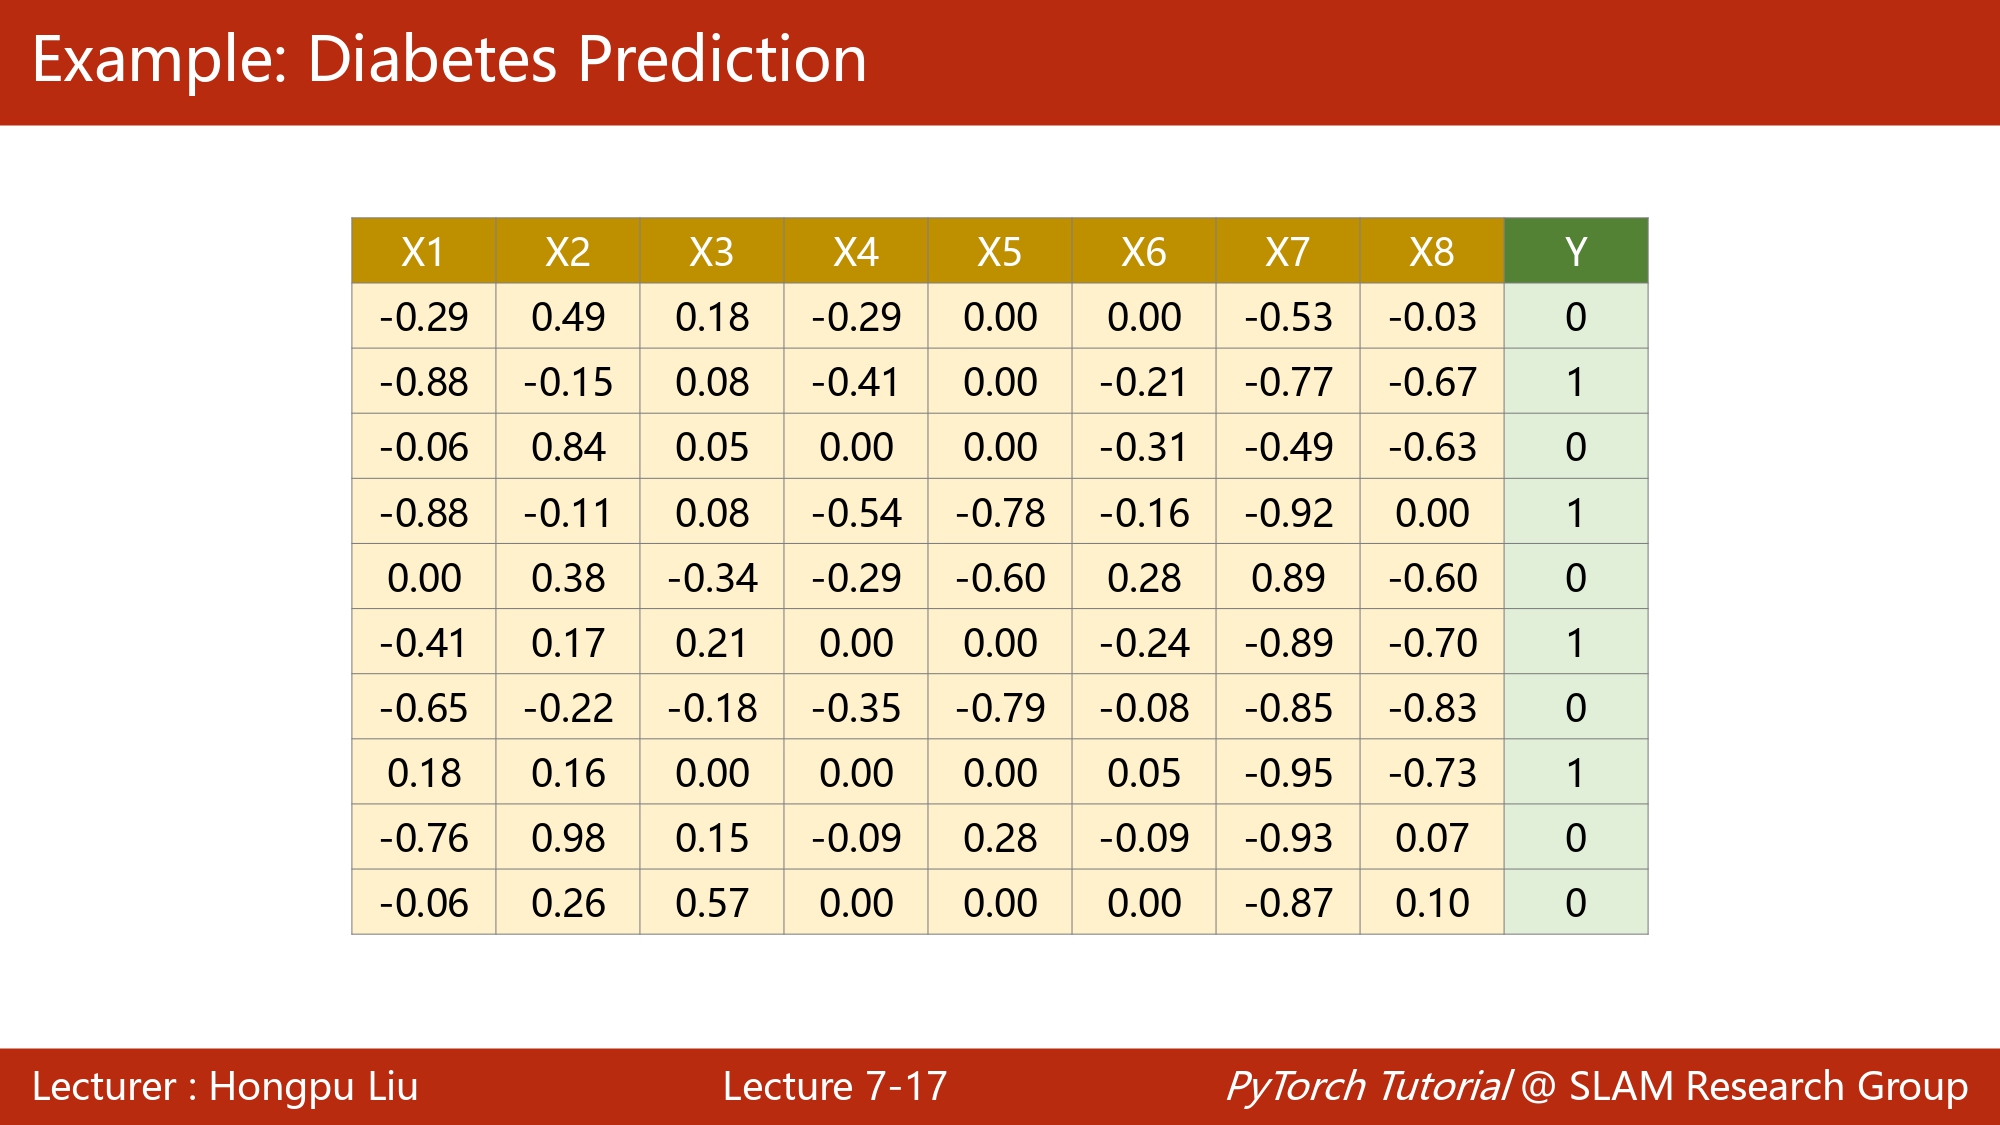 Example: Diabetes Prediction
X1 X2 X3 X4 X5 X6 X7 X8 Y
-0.29 0.49 0.18 -0.29 0.00 0.00 -0.53 -0.03 0
-0.88 -0.15 0.08 -0.41 0.00 -0.21 -0.77 -0.67 1
-0.06 0.84 0.05 0.00 0.00 -0.31 -0.49 -0.63 0
-0.88 -0.11 0.08 -0.54 -0.78 -0.16 -0.92 0.00 1
0.00 0.38 -0.34 -0.29 -0.60 0.28 0.89 -0.60 0
-0.41 0.17 0.21 0.00 0.00 -0.24 -0.89 -0.70 1
-0.65 -0.22 -0.18 -0.35 -0.79 -0.08 -0.85 -0.83 0
0.18 0.16 0.00 0.00 0.00 0.05 -0.95 -0.73 1
-0.76 0.98 0.15 -0.09 0.28 -0.09 -0.93 0.07 0
-0.06 0.26 0.57 0.00 0.00 0.00 -0.87 0.10 0
Lecturer : Hongpu Liu Lecture 7-17 PyTorch Tutorial @ SLAM Research Group